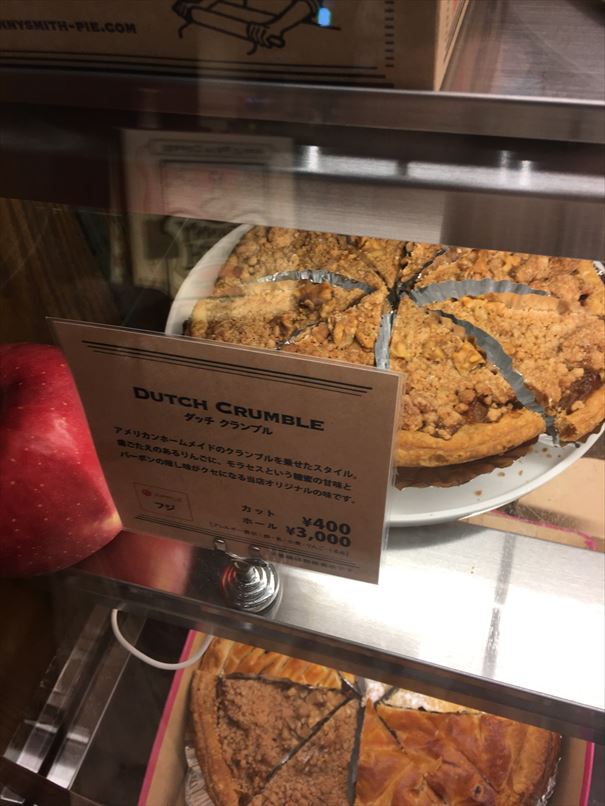 NNYSMITH-PIE.COM
DUTCH CRUMBLE
ダッチ クランブル
アメリカンホームメイドのクランブルを乗せたスタイル。
歯ごたえのあるりんごに、モラセスという糖蜜の甘味と
バーボンの隠し味がクセになる当店オリジナルの味です。
APPLE
フジ
カット ¥400
ホール ¥3,000